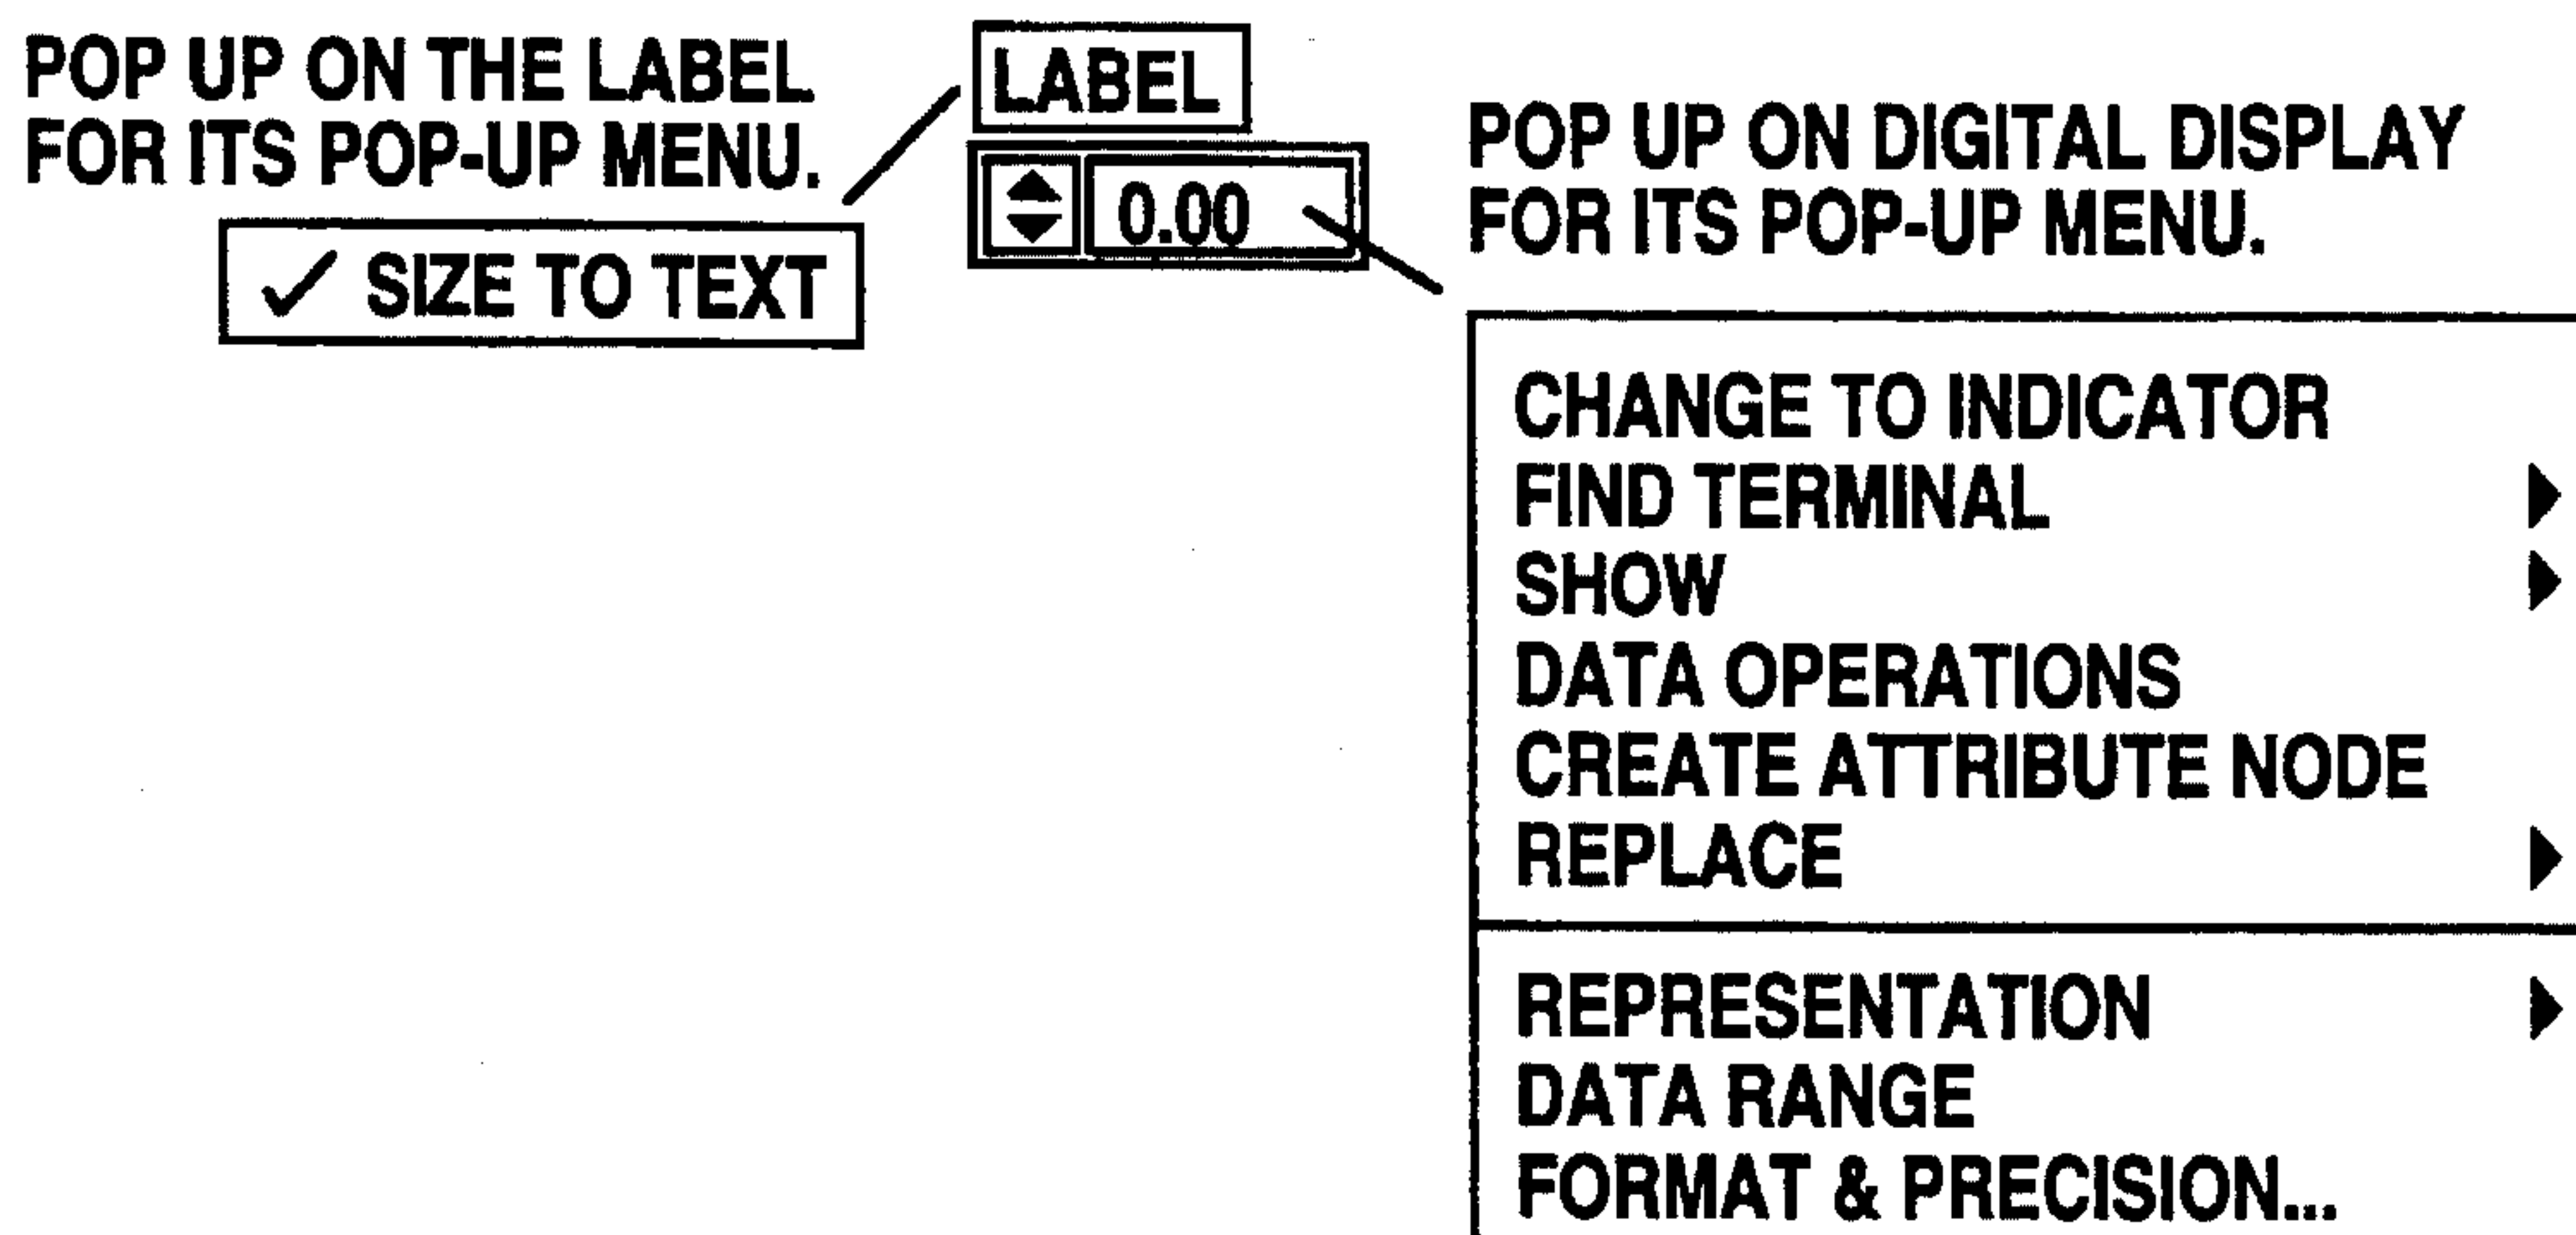 POP UP ON THE LABEL
FOR ITS POP-UP MENU.
✓ SIZE TO TEXT
LABEL
0.00
POP UP ON DIGITAL DISPLAY
FOR ITS POP-UP MENU.
CHANGE TO INDICATOR
FIND TERMINAL
SHOW
DATA OPERATIONS
CREATE ATTRIBUTE NODE
REPLACE
REPRESENTATION
DATA RANGE
FORMAT & PRECISION...